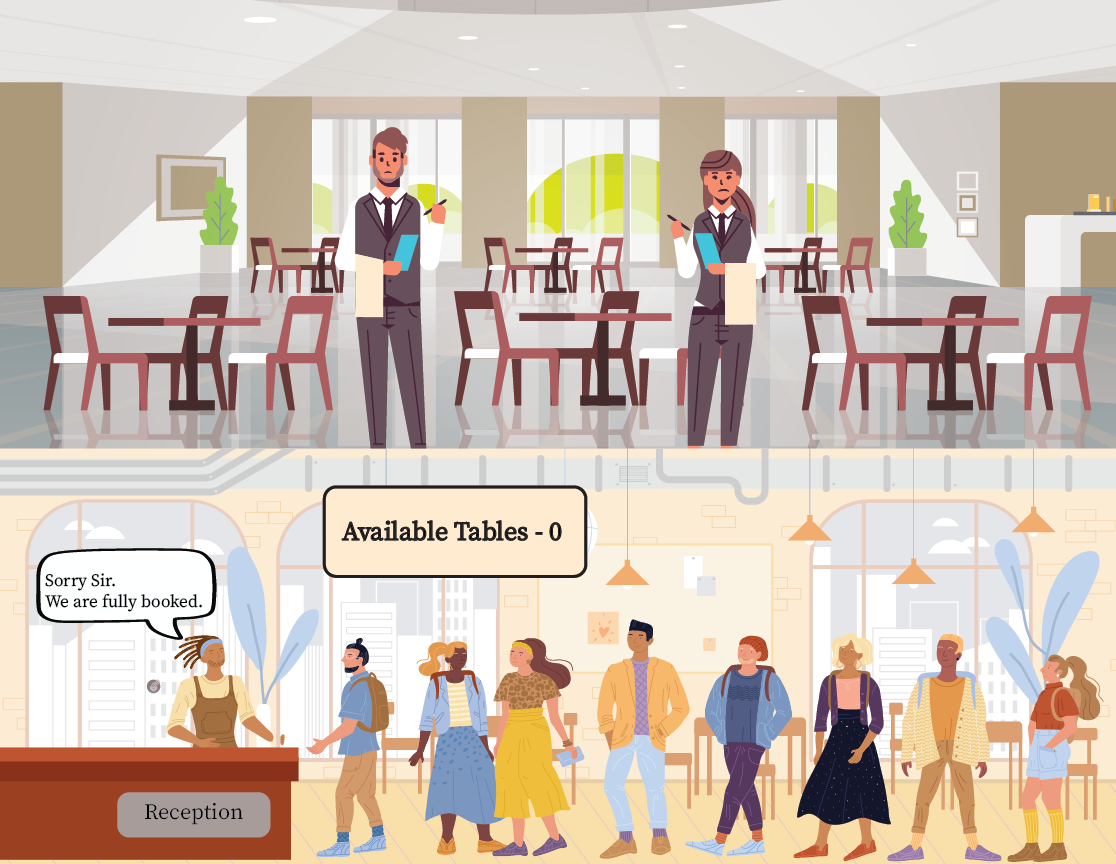 Available Tables - 0
Sorry Sir.
We are fully booked.
Reception